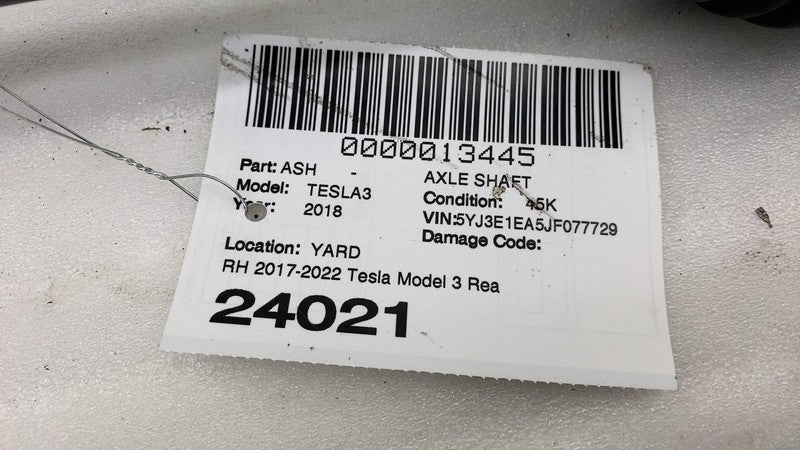 0000013445
Part: ASH - AXLE SHAFT
Model: TESLA3 Condition: 45K
Year: 2018 VIN:5YJ3E1EA5JF077729
Damage Code:
Location: YARD
RH 2017-2022 Tesla Model 3 Rea
24021